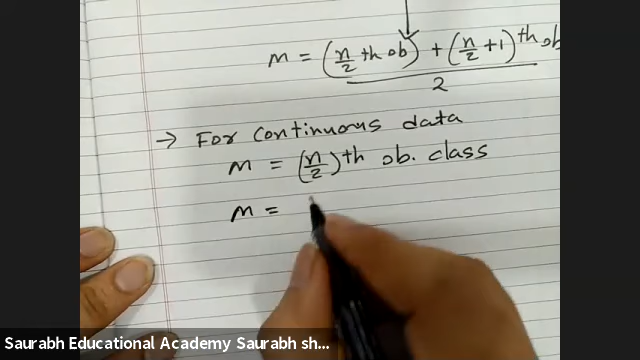 m = (n/2 th ob) + (n/2 + 1)th ob
2
→ For continuous data
m = (n/2)th ob. class
m =
Saurabh Educational Academy Saurabh sh...